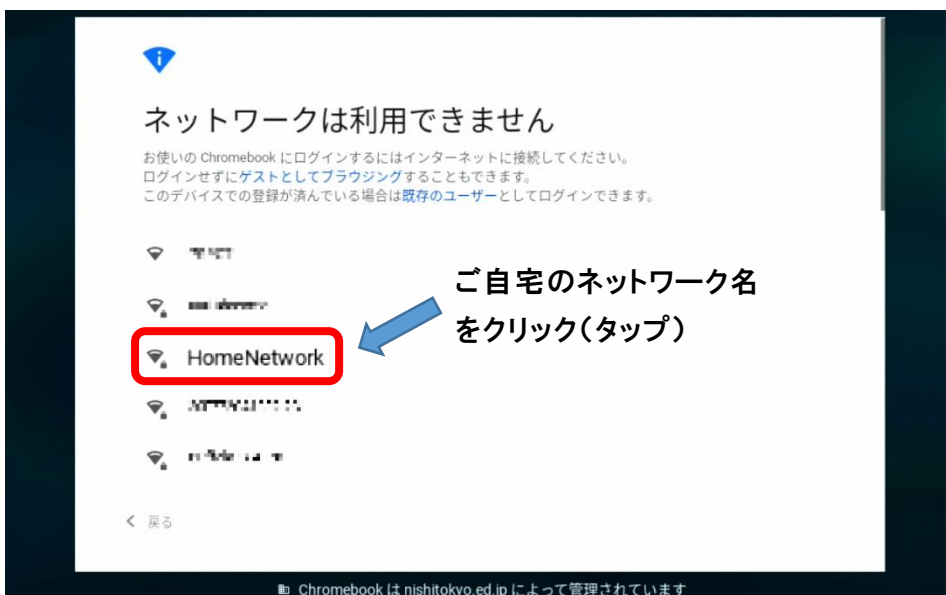 ネットワークは利用できません
お使いの Chromebook にログインするにはインターネットに接続してください。
ログインせずにゲストとしてブラウジングすることもできます。
このデバイスでの登録が済んでいる場合は既存のユーザーとしてログインできます。
ご自宅のネットワーク名
をクリック（タップ）
HomeNetwork
戻る
Chromebook は nishitokyo.ed.jp によって管理されています